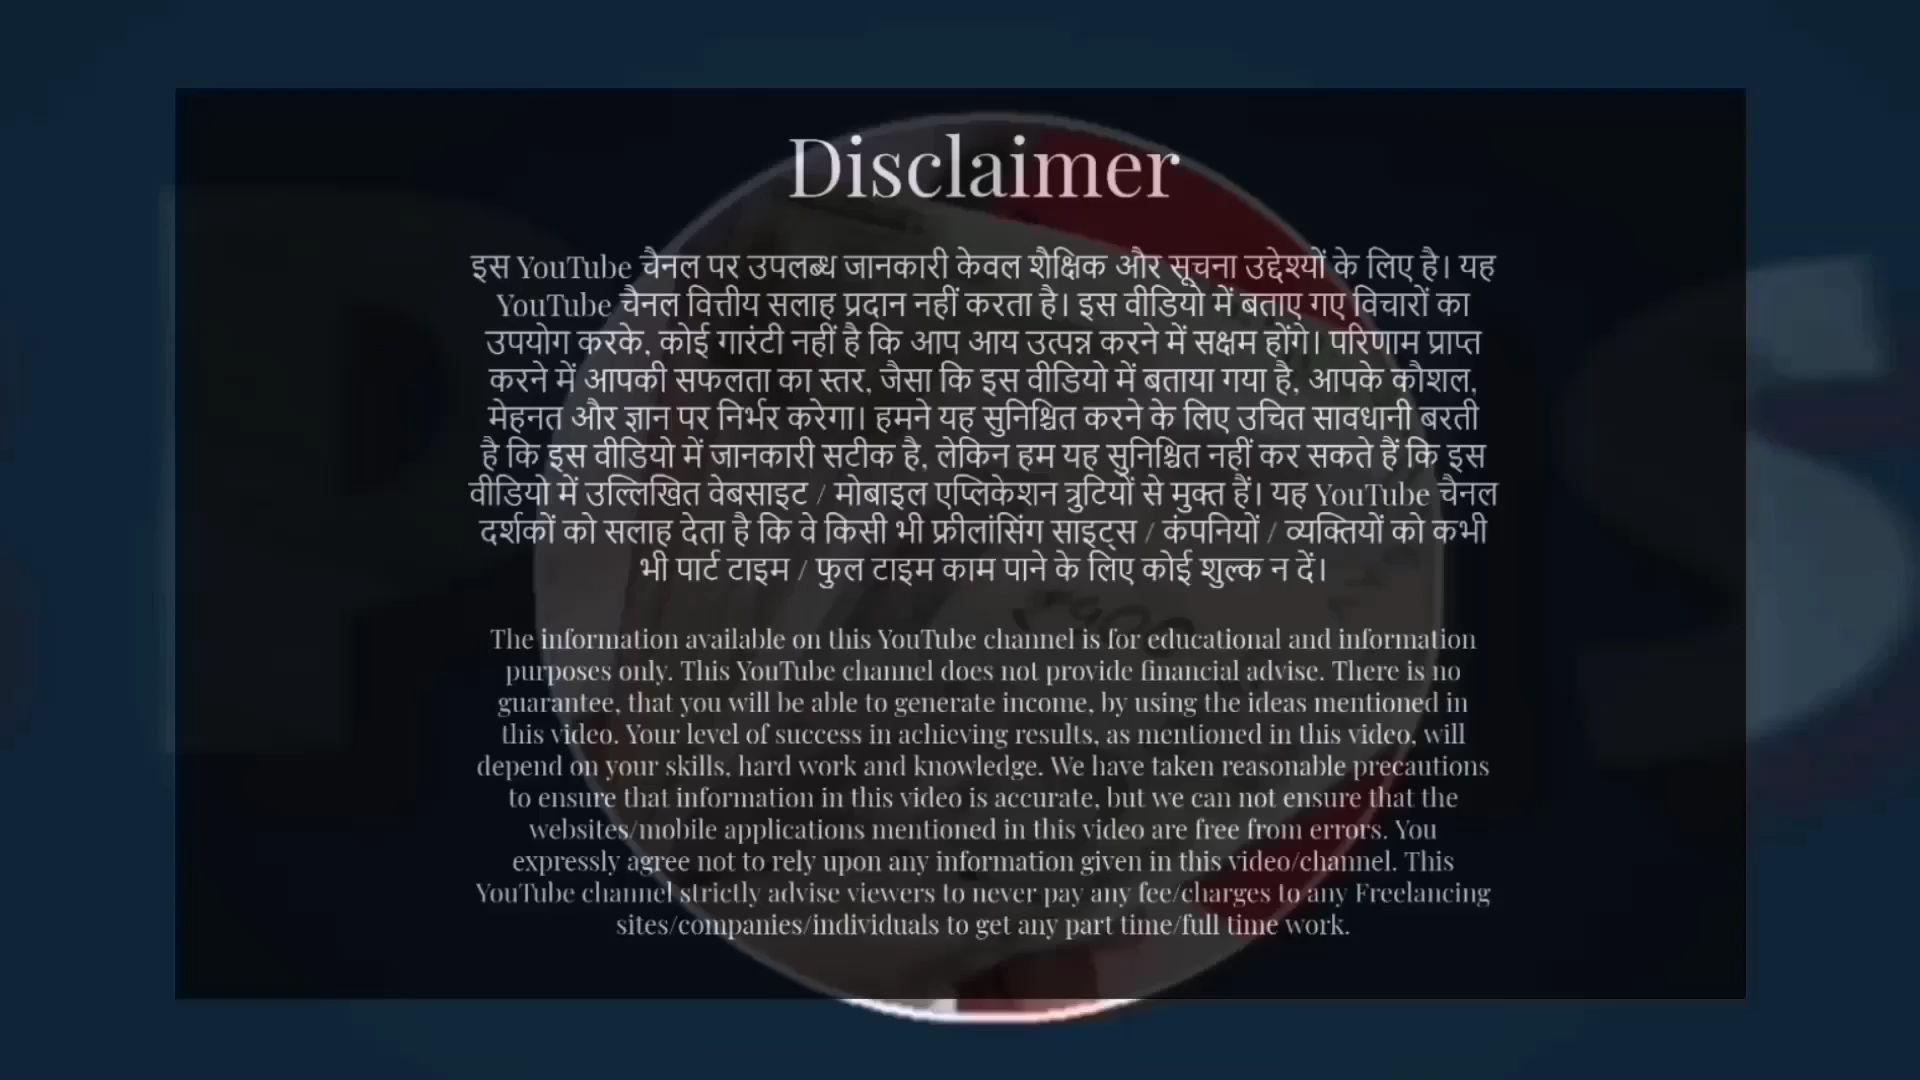 Disclaimer
इस YouTube चैनल पर उपलब्ध जानकारी केवल शैक्षिक और सूचना उद्देश्यों के लिए है। यह
YouTube चैनल वित्तीय सलाह प्रदान नहीं करता है। इस वीडियो में बताए गए विचारों का
उपयोग करके, कोई गारंटी नहीं है कि आप आय उत्पन्न करने में सक्षम होंगे। परिणाम प्राप्त
करने में आपकी सफलता का स्तर, जैसा कि इस वीडियो में बताया गया है, आपके कौशल,
मेहनत और ज्ञान पर निर्भर करेगा। हमने यह सुनिश्चित करने के लिए उचित सावधानी बरती
है कि इस वीडियो में जानकारी सटीक है, लेकिन हम यह सुनिश्चित नहीं कर सकते हैं कि इस
वीडियो में उल्लिखित वेबसाइट / मोबाइल एप्लिकेशन त्रुटियों से मुक्त हैं। यह YouTube चैनल
दर्शकों को सलाह देता है कि वे किसी भी फ्रीलांसिंग साइट्स / कंपनियों / व्यक्तियों को कभी
भी पार्ट टाइम / फुल टाइम काम पाने के लिए कोई शुल्क न दें।
The information available on this YouTube channel is for educational and information
purposes only. This YouTube channel does not provide financial advise. There is no
guarantee, that you will be able to generate income, by using the ideas mentioned in
this video. Your level of success in achieving results, as mentioned in this video, will
depend on your skills, hard work and knowledge. We have taken reasonable precautions
to ensure that information in this video is accurate, but we can not ensure that the
websites/mobile applications mentioned in this video are free from errors. You
expressly agree not to rely upon any information given in this video/channel. This
YouTube channel strictly advise viewers to never pay any fee/charges to any Freelancing
sites/companies/individuals to get any part time/full time work.